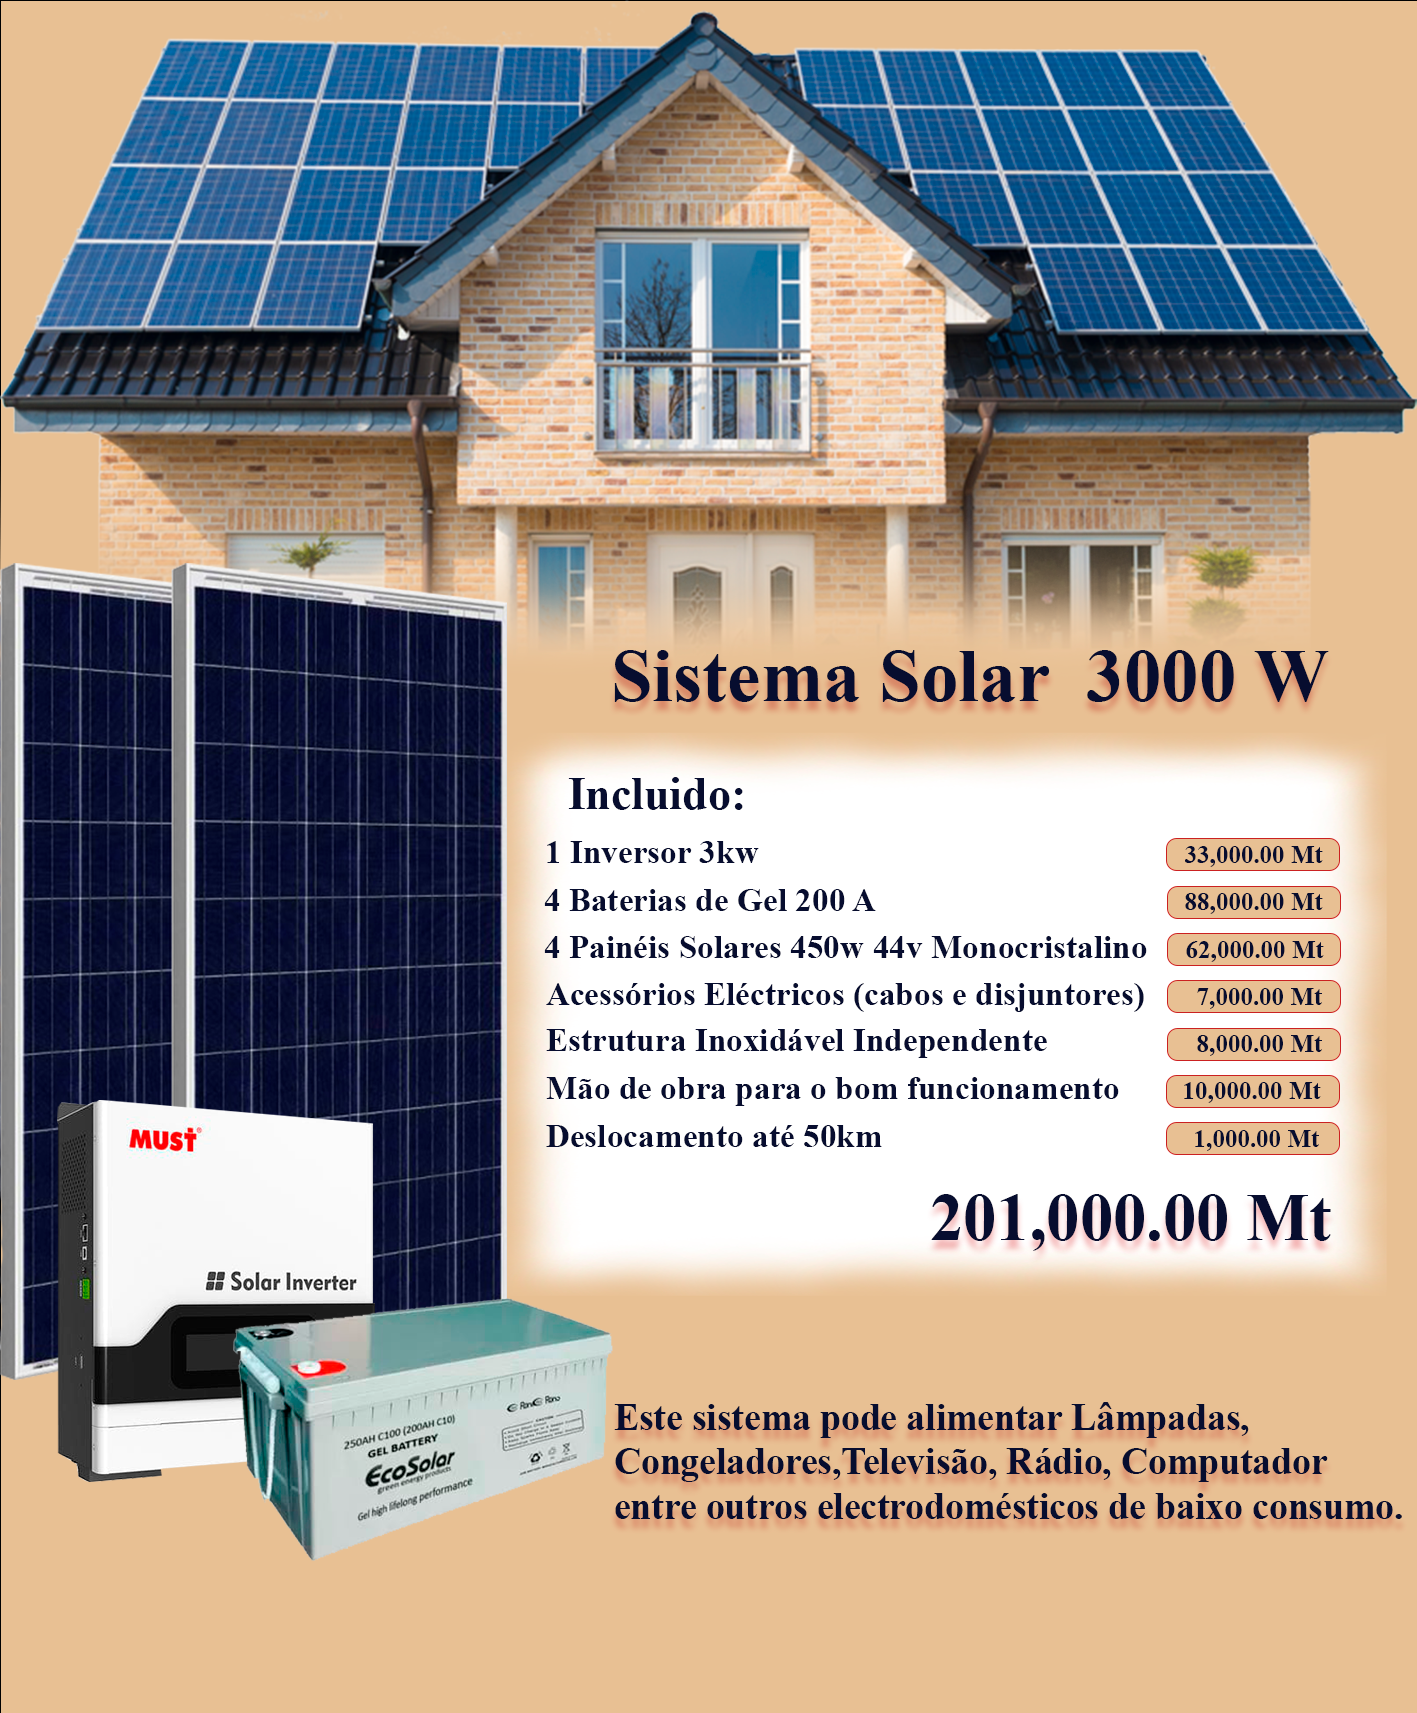 Sistema Solar 3000 W
Incluido:
1 Inversor 3kw 33,000.00 Mt
4 Baterias de Gel 200 A 88,000.00 Mt
4 Painéis Solares 450w 44v Monocristalino 62,000.00 Mt
Acessórios Eléctricos (cabos e disjuntores) 7,000.00 Mt
Estrutura Inoxidável Independente 8,000.00 Mt
Mão de obra para o bom funcionamento 10,000.00 Mt
Deslocamento até 50km 1,000.00 Mt
201,000.00 Mt
MUST®
Solar Inverter
250AH C100 (200AH C10)
GEL BATTERY
EcoSolar
green energy products
Gel high lifelong performance
CAUTION
Este sistema pode alimentar Lâmpadas,
Congeladores,Televisão, Rádio, Computador
entre outros electrodomésticos de baixo consumo.